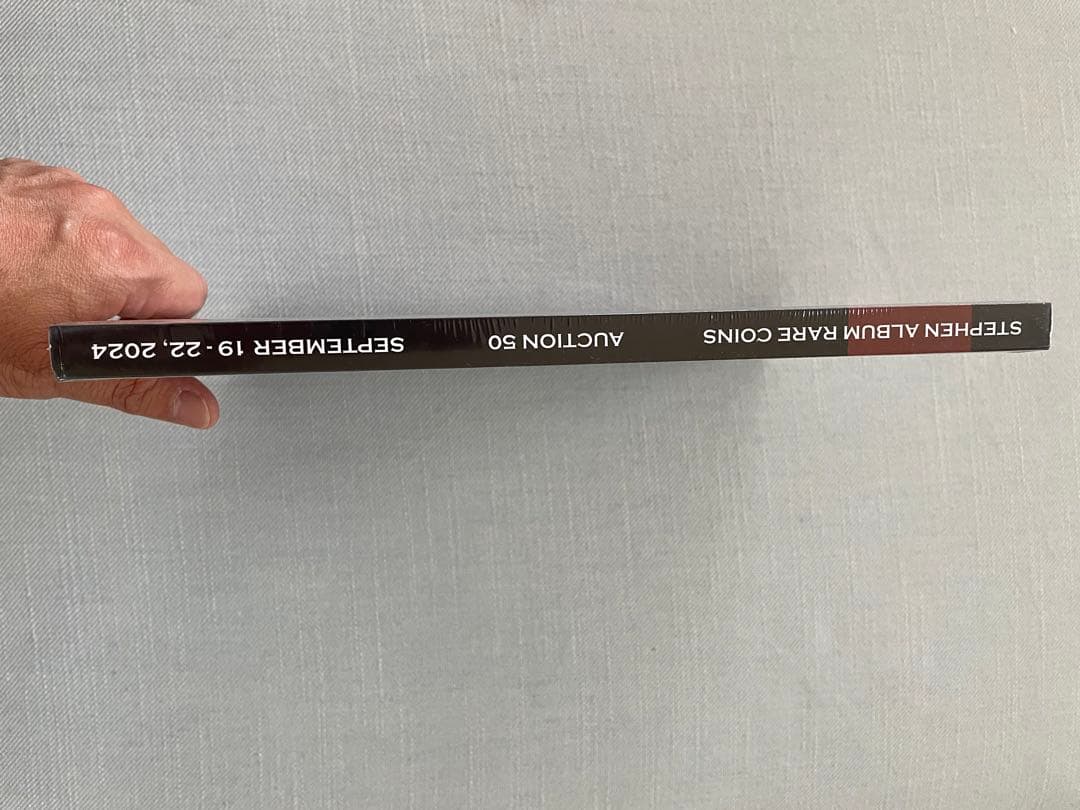 STEPHEN ALBUM RARE COINS AUCTION 50 SEPTEMBER 19 - 22, 2024